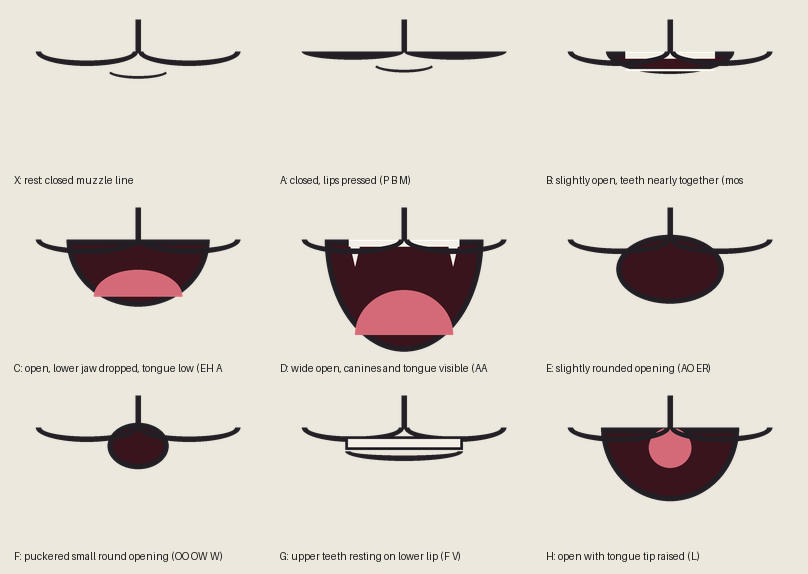 X: rest: closed muzzle line
A: closed, lips pressed (P B M)
B: slightly open, teeth nearly together (mos
C: open, lower jaw dropped, tongue low (EH A
D: wide open, canines and tongue visible (AA
E: slightly rounded opening (AO ER)
F: puckered small round opening (OO OW W)
G: upper teeth resting on lower lip (F V)
H: open with tongue tip raised (L)